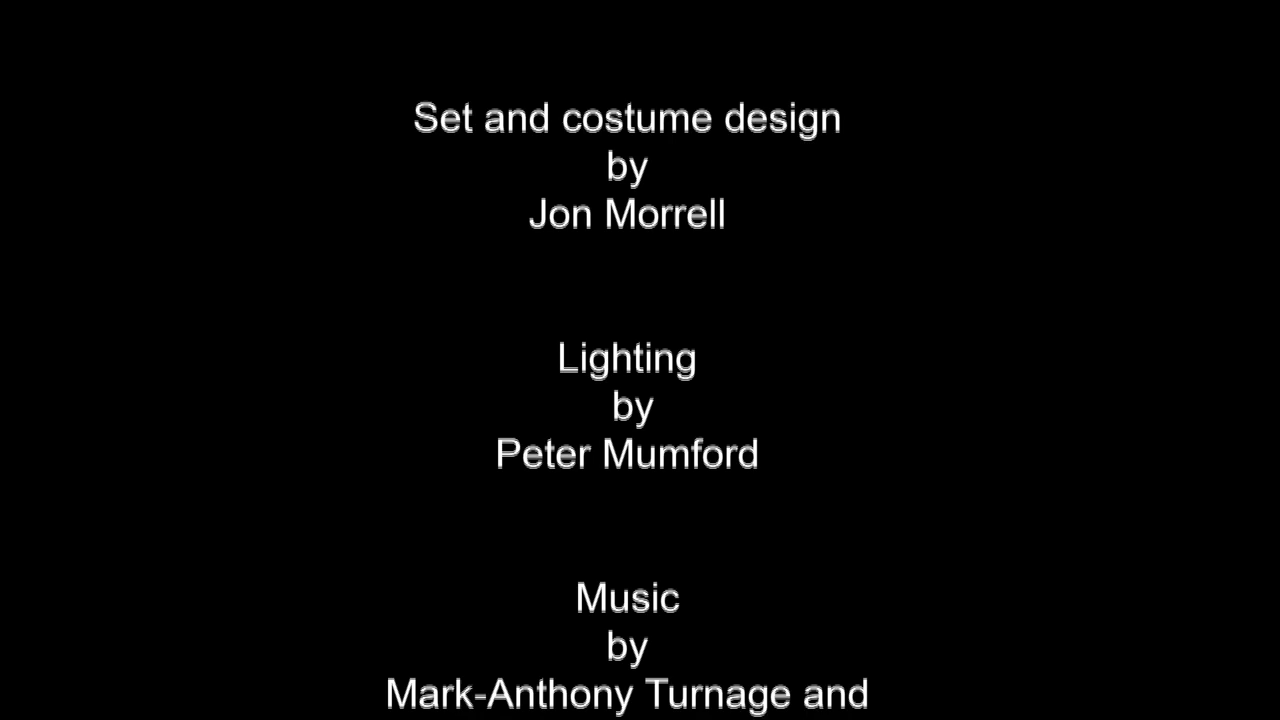 Set and costume design
by
Jon Morrell
Lighting
by
Peter Mumford
Music
by
Mark-Anthony Turnage and